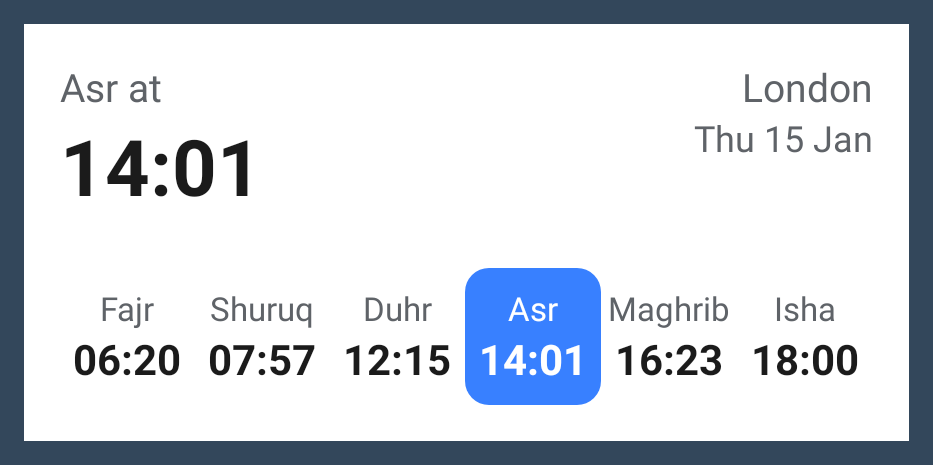 Asr at
14:01
London
Thu 15 Jan
Fajr Shuruq Duhr Asr Maghrib Isha
06:20 07:57 12:15 14:01 16:23 18:00